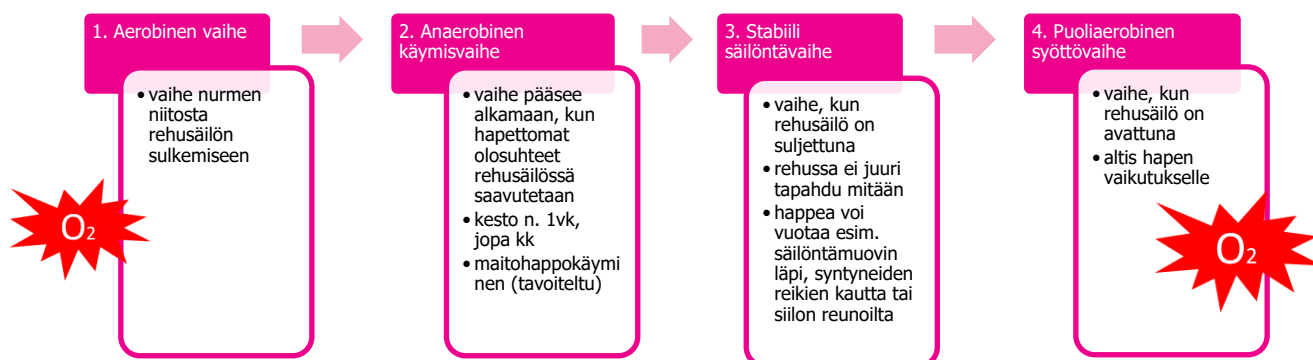 1. Aerobinen vaihe
• vaihe nurmen
niitosta
rehusäilön
sulkemiseen
O₂
2. Anaerobinen
käymisvaihe
• vaihe pääsee
alkamaan, kun
hapettomat
olosuhteet
rehusäilössä
saavutetaan
• kesto n. 1vk,
jopa kk
• maitohappokäymi
nen (tavoiteltu)
3. Stabiili
säilöntävaihe
• vaihe, kun
rehusäilö on
suljettuna
• rehussa ei juuri
tapahdu mitään
• happea voi
vuotaa esim.
säilöntämuovin
läpi, syntyneiden
reikien kautta tai
siilon reunoilta
4. Puoliaerobinen
syöttövaihe
• vaihe, kun
rehusäilö on
avattuna
• altis hapen
vaikutukselle
O₂